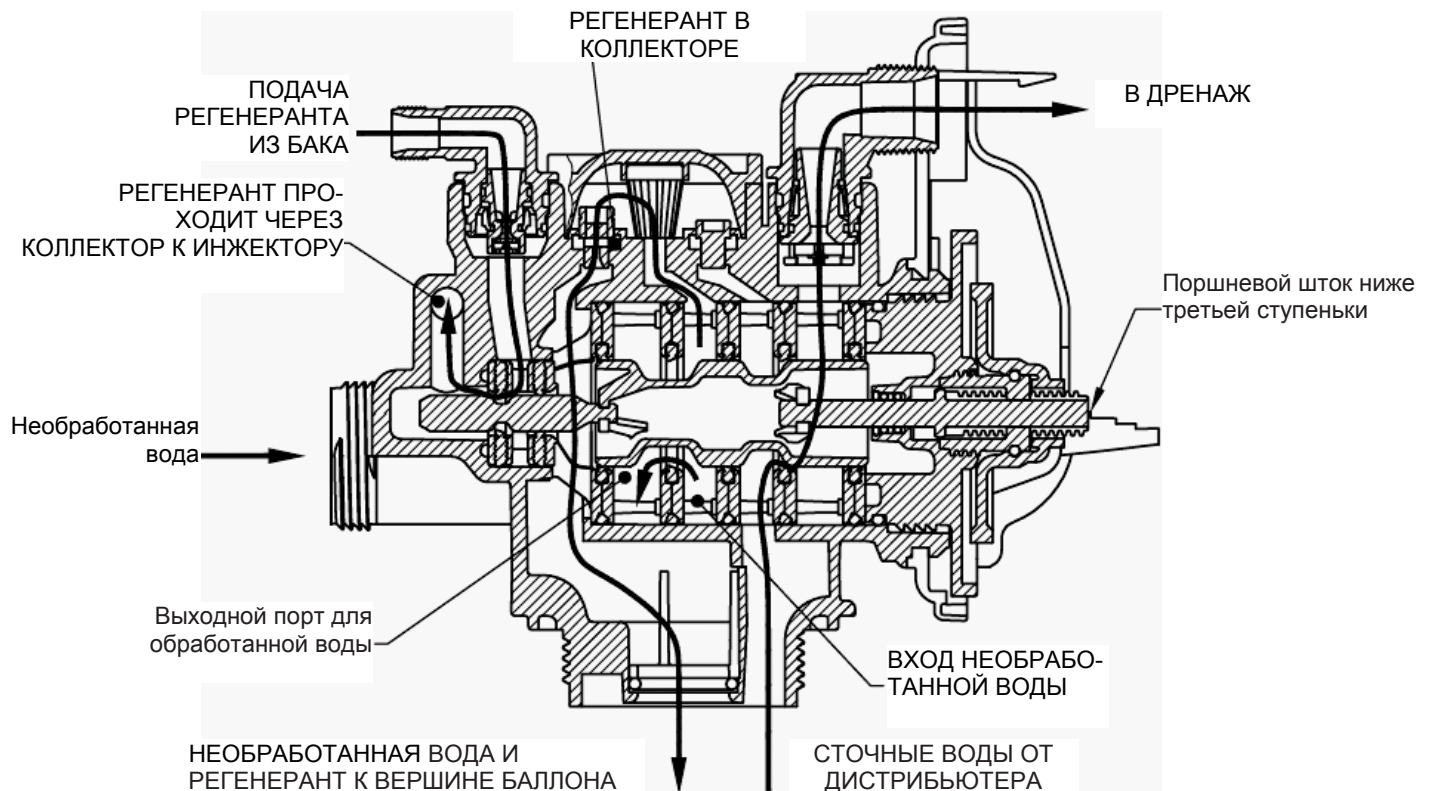 РЕГЕНЕРАНТ В
КОЛЛЕКТОРЕ
ПОДАЧА
РЕГЕНЕРАНТА
ИЗ БАКА
В ДРЕНАЖ
РЕГЕНЕРАНТ ПРО-
ХОДИТ ЧЕРЕЗ
КОЛЛЕКТОР К ИНЖЕКТОРУ
Поршневой шток ниже
третьей ступеньки
Необработанная
вода
Выходной порт для
обработанной воды
ВХОД НЕОБРАБО-
ТАННОЙ ВОДЫ
НЕОБРАБОТАННАЯ ВОДА И
РЕГЕНЕРАНТ К ВЕРШИНЕ БАЛЛОНА
СТОЧНЫЕ ВОДЫ ОТ
ДИСТРИБЬЮТЕРА